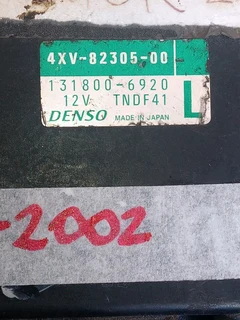 4XV-82305-00
131800-6920
12V TNDF41
DENSO MADE IN JAPAN
L
-2002